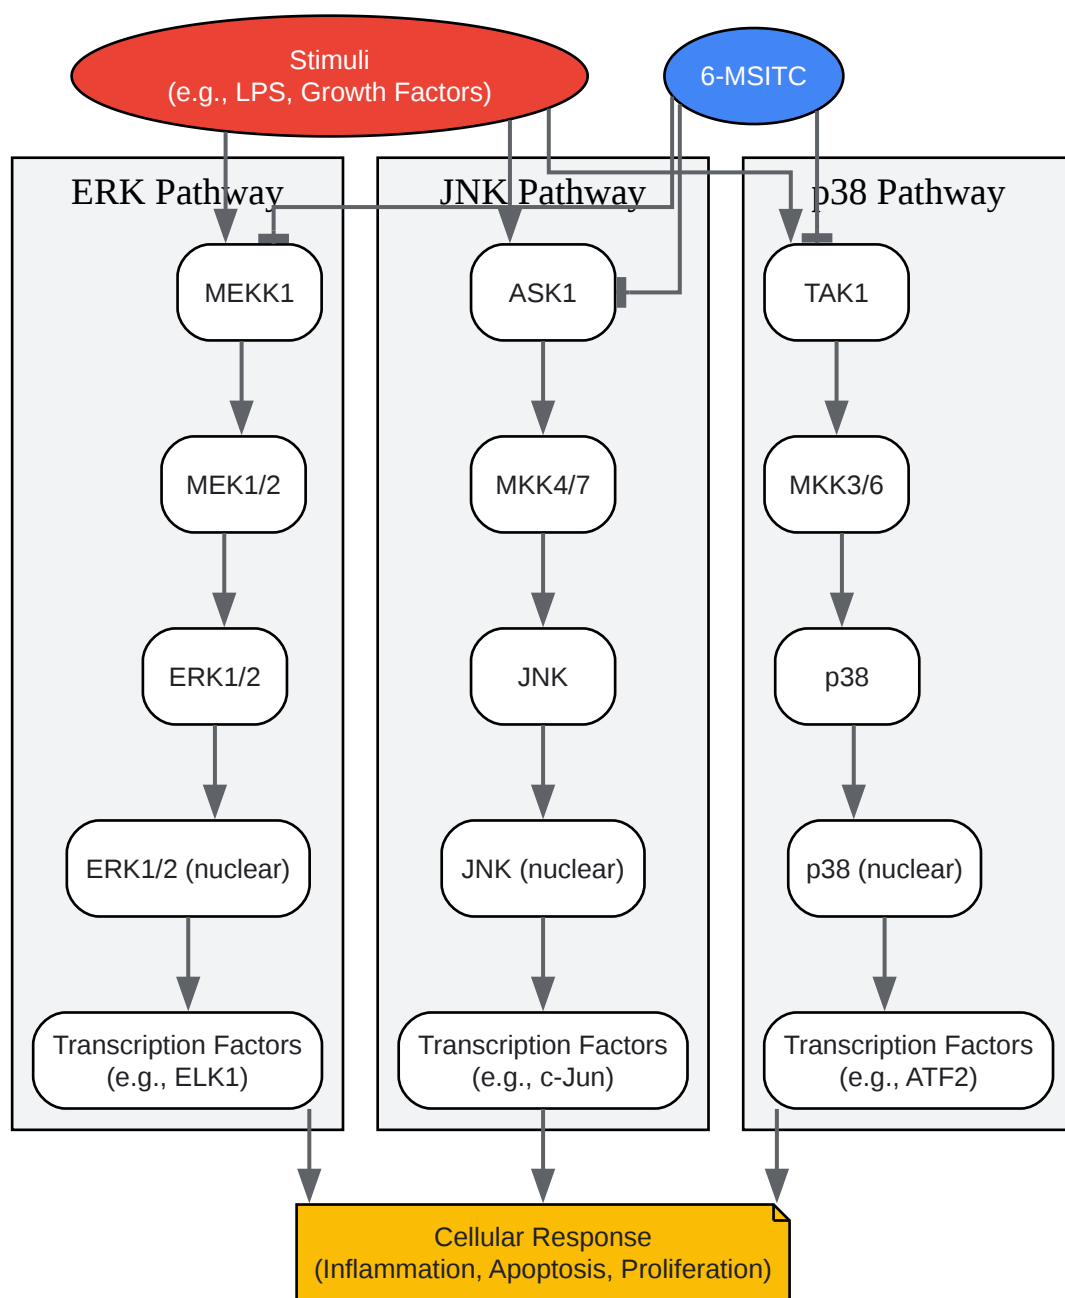 Stimuli
(e.g., LPS, Growth Factors)
6-MSITC
ERK Pathway
JNK Pathway
p38 Pathway
MEKK1
ASK1
TAK1
MEK1/2
MKK4/7
MKK3/6
ERK1/2
JNK
p38
ERK1/2 (nuclear)
JNK (nuclear)
p38 (nuclear)
Transcription Factors
(e.g., ELK1)
Transcription Factors
(e.g., c-Jun)
Transcription Factors
(e.g., ATF2)
Cellular Response
(Inflammation, Apoptosis, Proliferation)